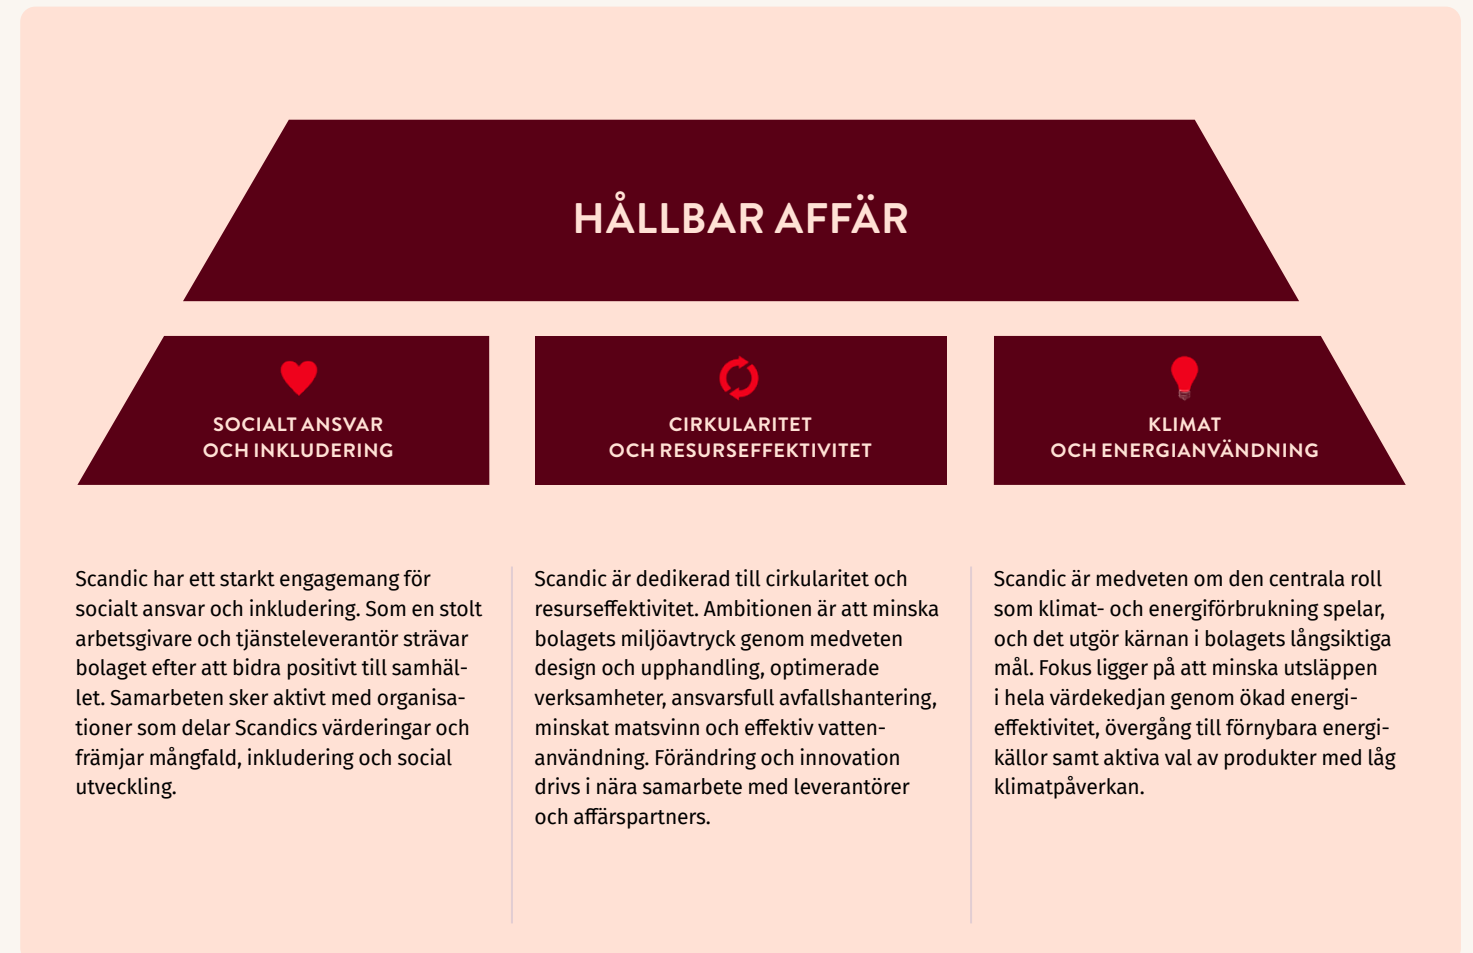 HÅLLBAR AFFÄR
SOCIALT ANSVAR
OCH INKLUDERING
CIRKULARITET
OCH RESURSEFFEKTIVITET
KLIMAT
OCH ENERGIANVÄNDNING
Scandic har ett starkt engagemang för
socialt ansvar och inkludering. Som en stolt
arbetsgivare och tjänsteleverantör strävar
bolaget efter att bidra positivt till samhäl-
let. Samarbeten sker aktivt med organisa-
tioner som delar Scandics värderingar och
främjar mångfald, inkludering och social
utveckling.
Scandic är dedikerad till cirkularitet och
resurseffektivitet. Ambitionen är att minska
bolagets miljöavtryck genom medveten
design och upphandling, optimerade
verksamheter, ansvarsfull avfallshantering,
minskat matsvinn och effektiv vatten-
användning. Förändring och innovation
drivs i nära samarbete med leverantörer
och affärspartners.
Scandic är medveten om den centrala roll
som klimat- och energiförbrukning spelar,
och det utgör kärnan i bolagets långsiktiga
mål. Fokus ligger på att minska utsläppen
i hela värdekedjan genom ökad energi-
effektivitet, övergång till förnybara energi-
källor samt aktiva val av produkter med låg
klimatpåverkan.